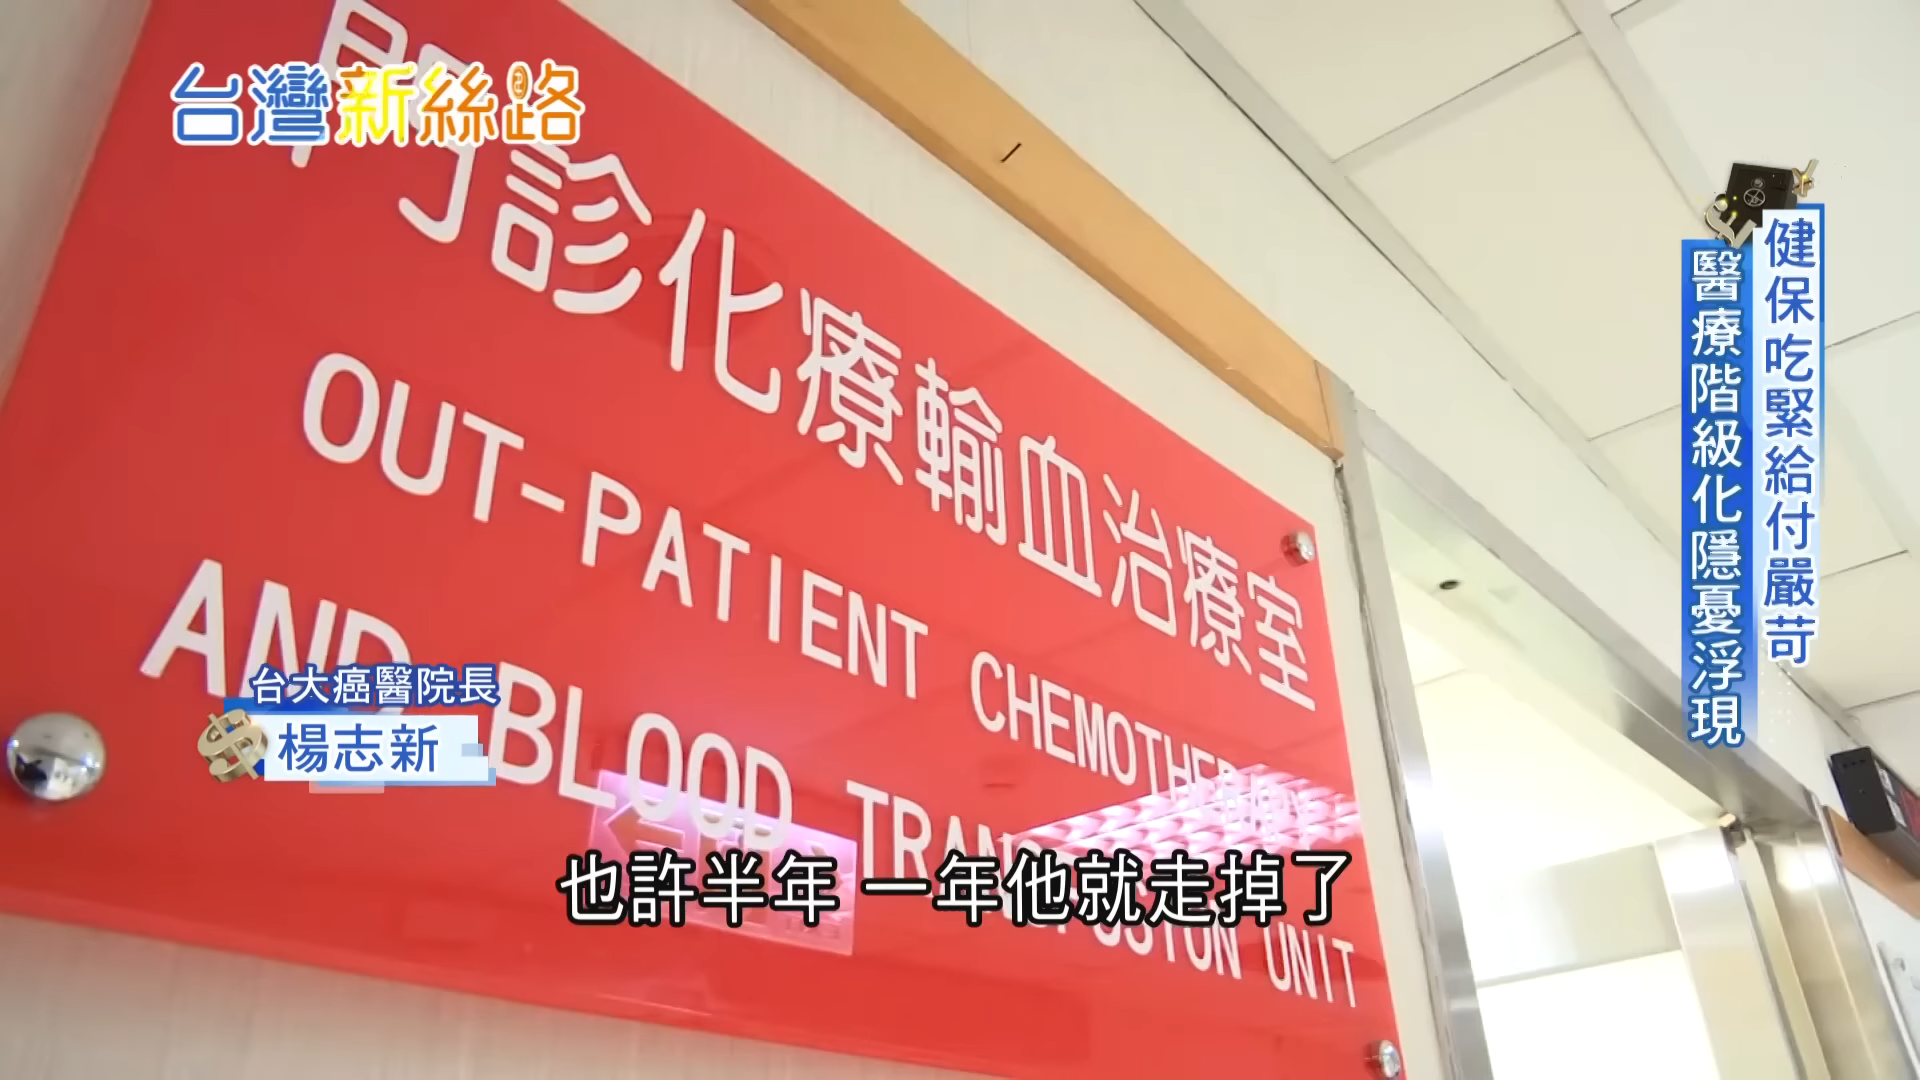 台灣新絲路
門診化療輸血治療室
OUT-PATIENT CHEMOTHERAPY
AND BLOOD TRANSFUSION UNIT
健保吃緊給付嚴苛
醫療階級化隱憂浮現
台大癌醫院長
楊志新
也許半年 一年他就走掉了